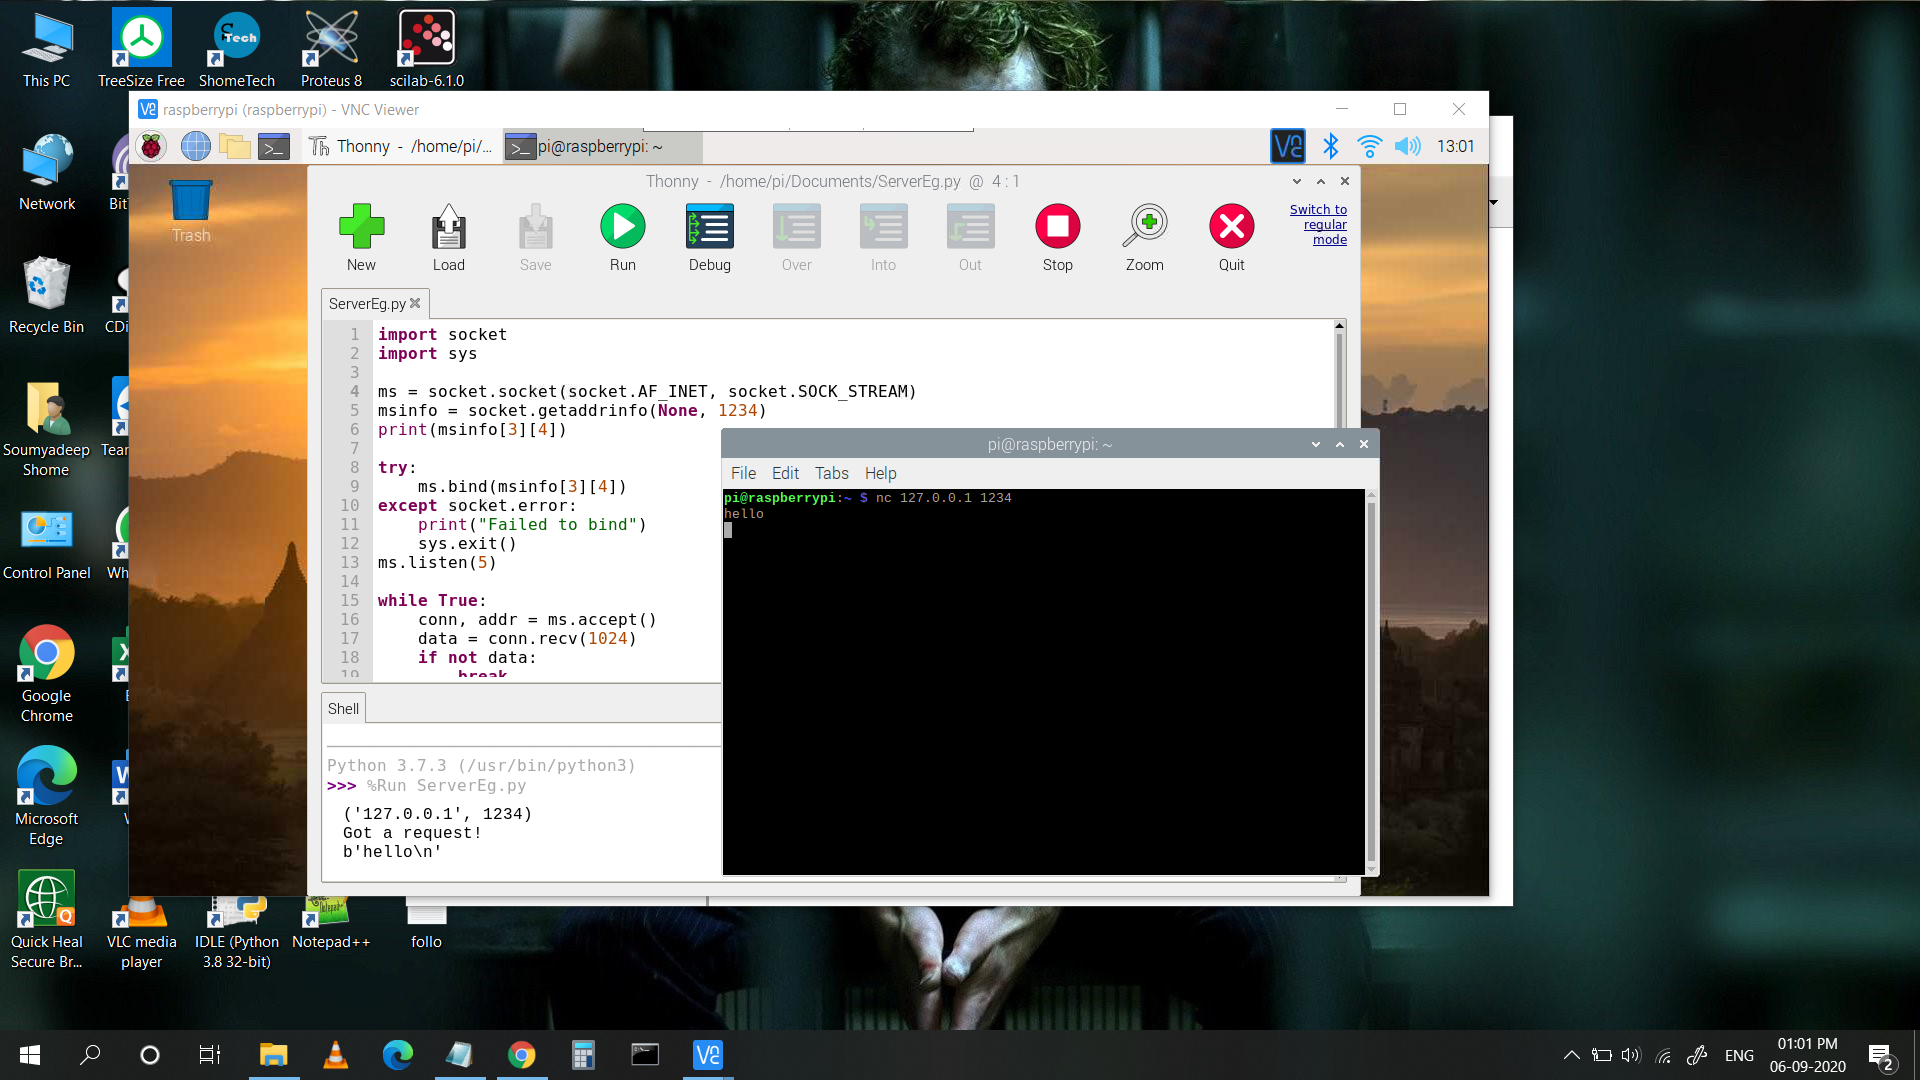 This PC
TreeSize Free
ShomeTech
Proteus 8
scilab-6.1.0
raspberrypi (raspberrypi) - VNC Viewer
Thonny - /home/pi/...
pi@raspberrypi: ~
13:01
Thonny - /home/pi/Documents/ServerEg.py @ 4 : 1
New
Load
Save
Run
Debug
Over
Into
Out
Stop
Zoom
Quit
Switch to
regular
mode
ServerEg.py
1 import socket
2 import sys
3
4 ms = socket.socket(socket.AF_INET, socket.SOCK_STREAM)
5 msinfo = socket.getaddrinfo(None, 1234)
6 print(msinfo[3][4])
7
8 try:
9     ms.bind(msinfo[3][4])
10 except socket.error:
11     print("Failed to bind")
12     sys.exit()
13 ms.listen(5)
14
15 while True:
16     conn, addr = ms.accept()
17     data = conn.recv(1024)
18     if not data:
19         break
Shell
Python 3.7.3 (/usr/bin/python3)
>>> %Run ServerEg.py
('127.0.0.1', 1234)
Got a request!
b'hello\n'
pi@raspberrypi: ~
File Edit Tabs Help
pi@raspberrypi:~ $ nc 127.0.0.1 1234
hello
Trash
Network
Recycle Bin
Soumyadeep
Shome
Control Panel
Google
Chrome
Microsoft
Edge
Quick Heal
Secure Br...
VLC media
player
IDLE (Python
3.8 32-bit)
Notepad++
follo
ENG
01:01 PM
06-09-2020
2